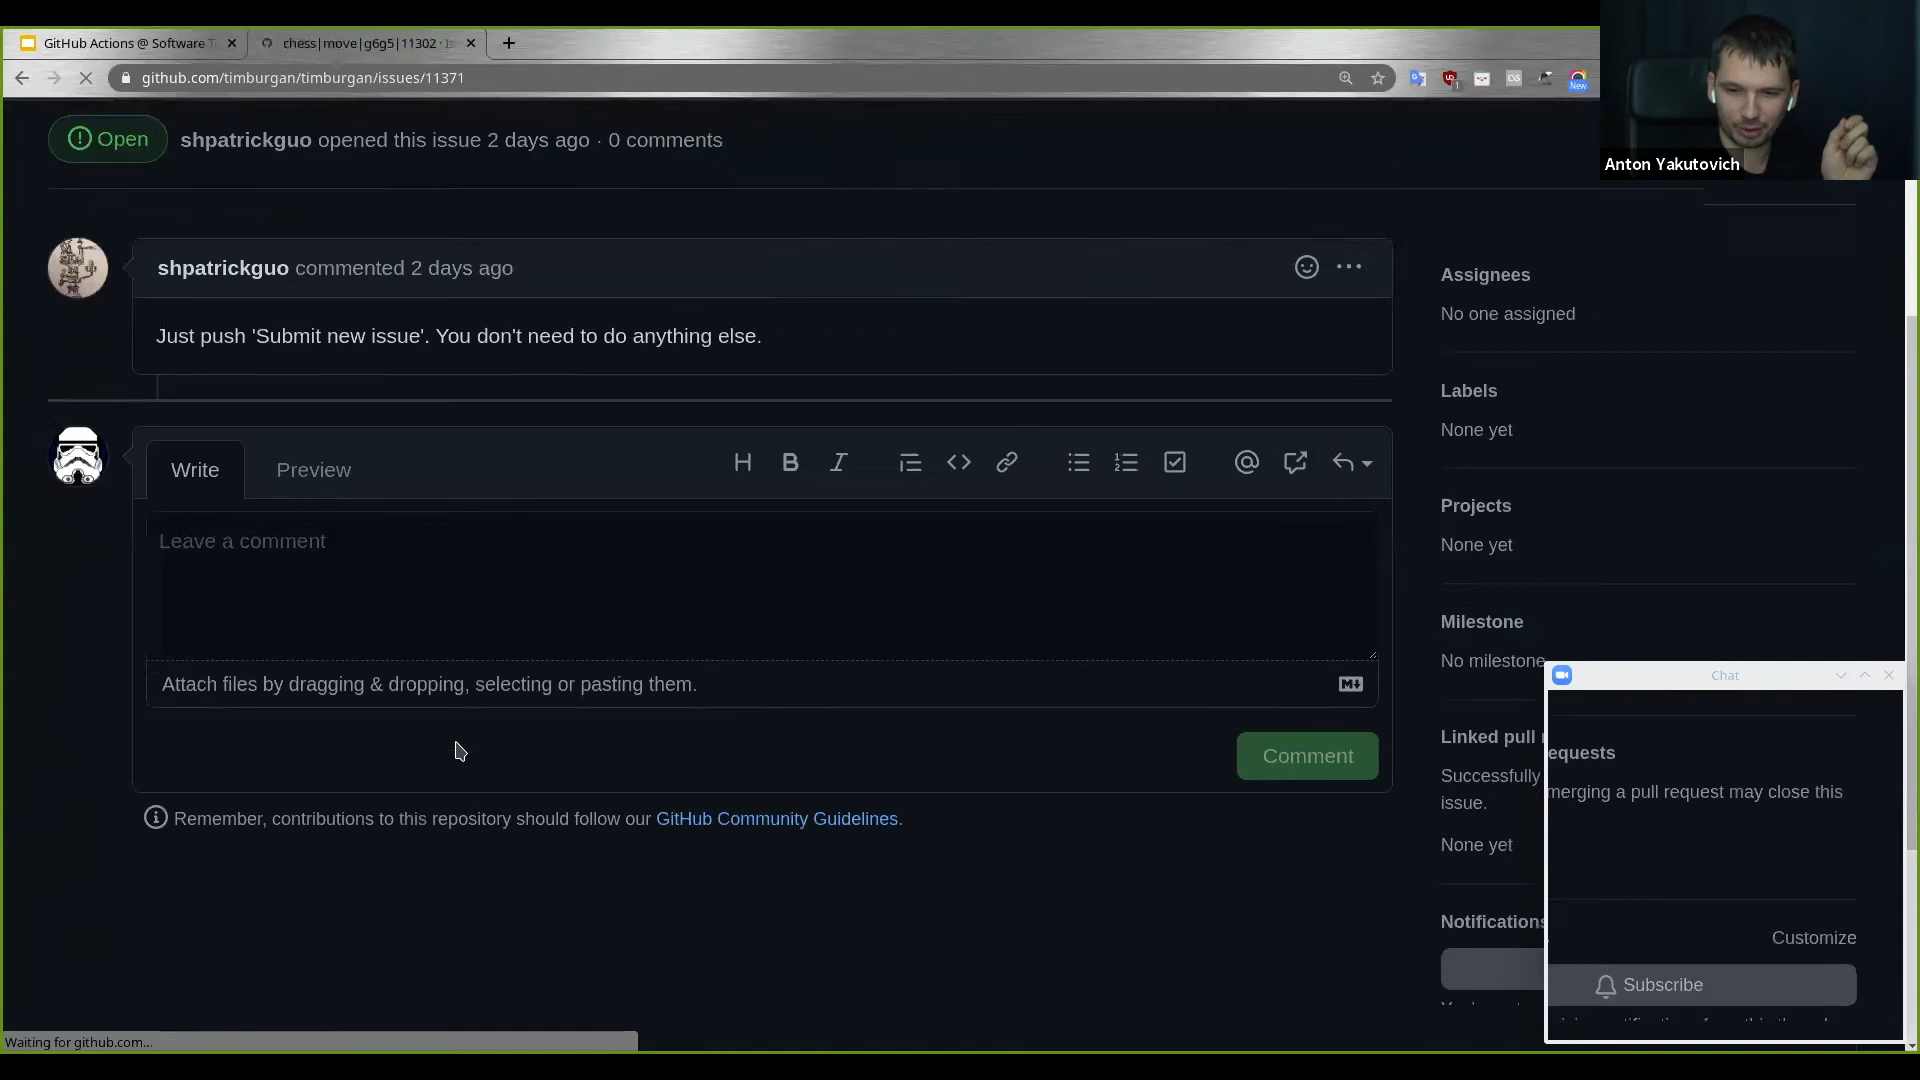 GitHub Actions @ Software T
chess|move|g6g5|11302 · Is
github.com/timburgan/timburgan/issues/11371
New
Anton Yakutovich
Open
shpatrickguo opened this issue 2 days ago · 0 comments
shpatrickguo commented 2 days ago
Just push 'Submit new issue'. You don't need to do anything else.
Write
Preview
Leave a comment
Attach files by dragging & dropping, selecting or pasting them.
Comment
Remember, contributions to this repository should follow our GitHub Community Guidelines.
Assignees
No one assigned
Labels
None yet
Projects
None yet
Milestone
No milestone
Chat
Linked pull
equests
Successfully
merging a pull request may close this
issue.
None yet
Notifications
Customize
Subscribe
Waiting for github.com...